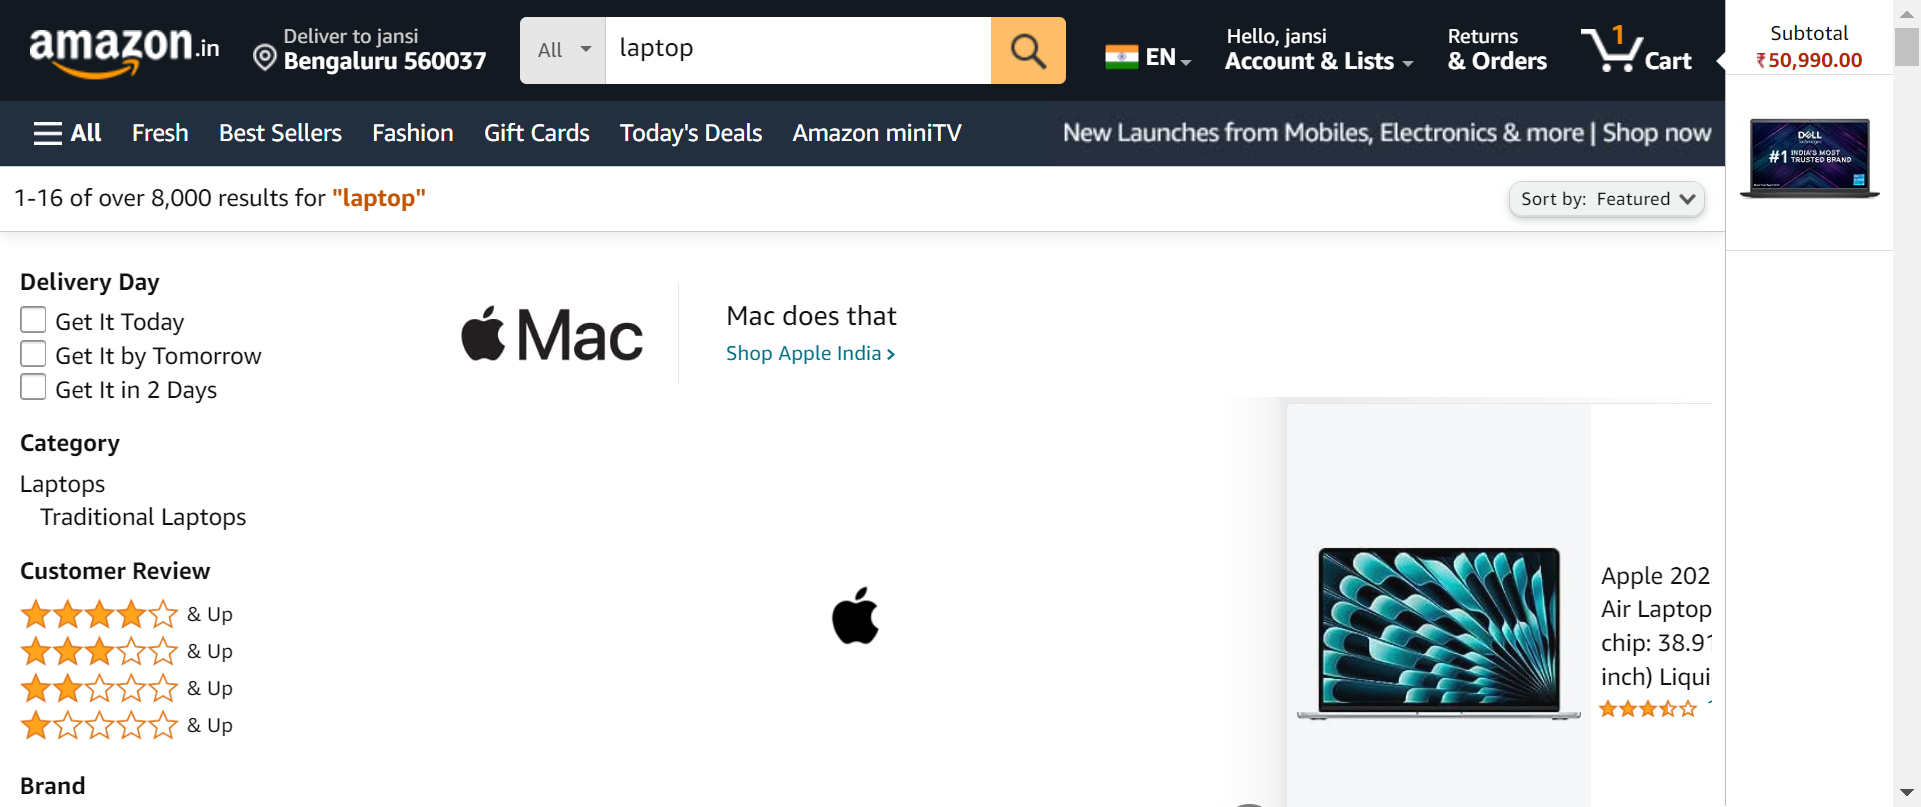 amazon.in
Deliver to jansi
Bengaluru 560037
All
laptop
EN
Hello, jansi
Account & Lists
Returns
& Orders
1
Cart
Subtotal
₹50,990.00
All
Fresh
Best Sellers
Fashion
Gift Cards
Today's Deals
Amazon miniTV
New Launches from Mobiles, Electronics & more | Shop now
DELL
Technologies
#1 INDIA'S MOST
TRUSTED BRAND
1-16 of over 8,000 results for "laptop"
Sort by: Featured
Delivery Day
Get It Today
Get It by Tomorrow
Get It in 2 Days
Category
Laptops
Traditional Laptops
Customer Review
& Up
& Up
& Up
& Up
Brand
Mac
Mac does that
Shop Apple India
Apple 202
Air Laptop
chip: 38.91
inch) Liqui